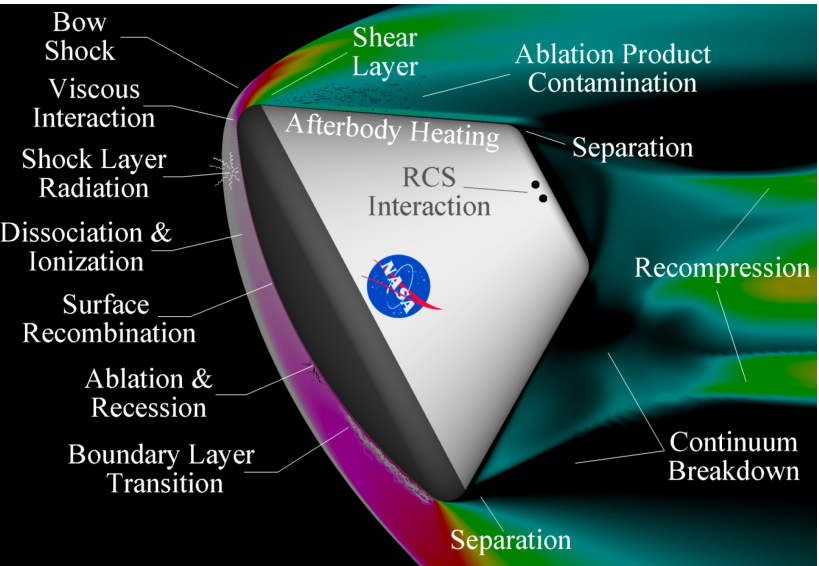 Bow
Shock
Shear
Layer
Ablation Product
Contamination
Viscous
Interaction
Afterbody Heating
Separation
Shock Layer
Radiation
RCS
Interaction
Dissociation &
Ionization
Recompression
NASA
Surface
Recombination
Ablation &
Recession
Boundary Layer
Transition
Continuum
Breakdown
Separation